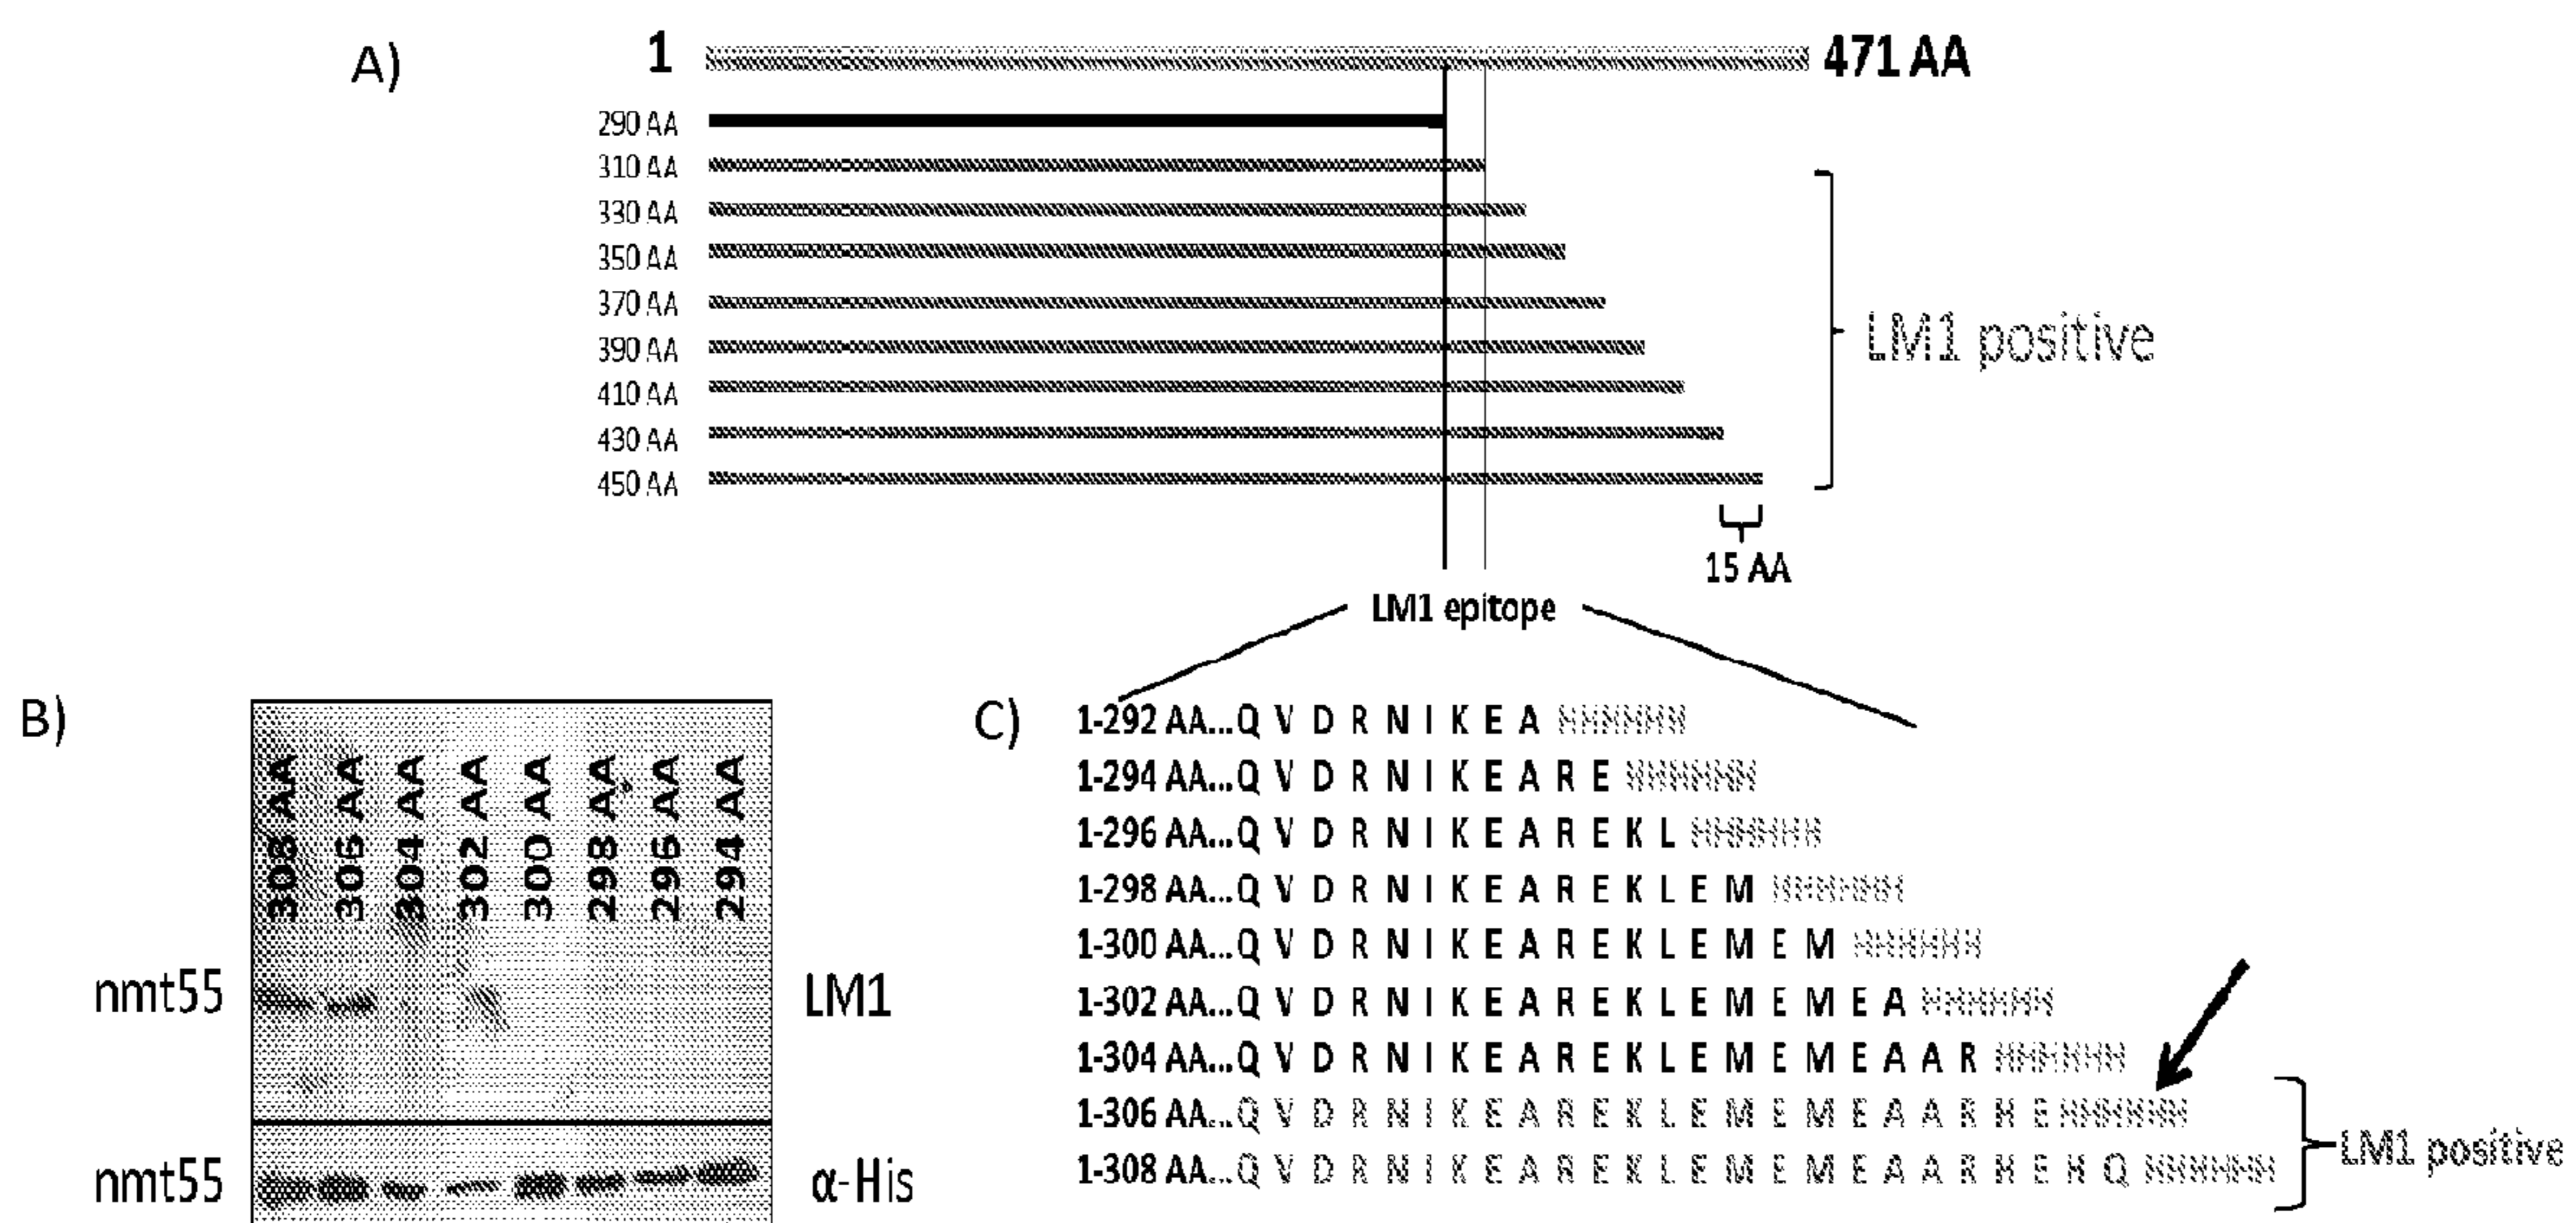 A)
1
471 AA
290 AA
310 AA
330 AA
350 AA
370 AA
390 AA
410 AA
430 AA
450 AA
LM1 positive
15 AA
LM1 epitope
B)
308 AA
306 AA
304 AA
302 AA
300 AA
298 AA
296 AA
294 AA
nmt55
LM1
nmt55
α-His
C)
1-292 AA...Q V D R N I K E A HHHHHH
1-294 AA...Q V D R N I K E A R E HHHHHH
1-296 AA...Q V D R N I K E A R E K L HHHHHH
1-298 AA...Q V D R N I K E A R E K L E M HHHHHH
1-300 AA...Q V D R N I K E A R E K L E M E M HHHHHH
1-302 AA...Q V D R N I K E A R E K L E M E M E A HHHHHH
1-304 AA...Q V D R N I K E A R E K L E M E M E A A R HHHHHH
1-306 AA...Q V D R N I K E A R E K L E M E M E A A R H E HHHHHH
1-308 AA...Q V D R N I K E A R E K L E M E M E A A R H E H Q HHHHHH
LM1 positive